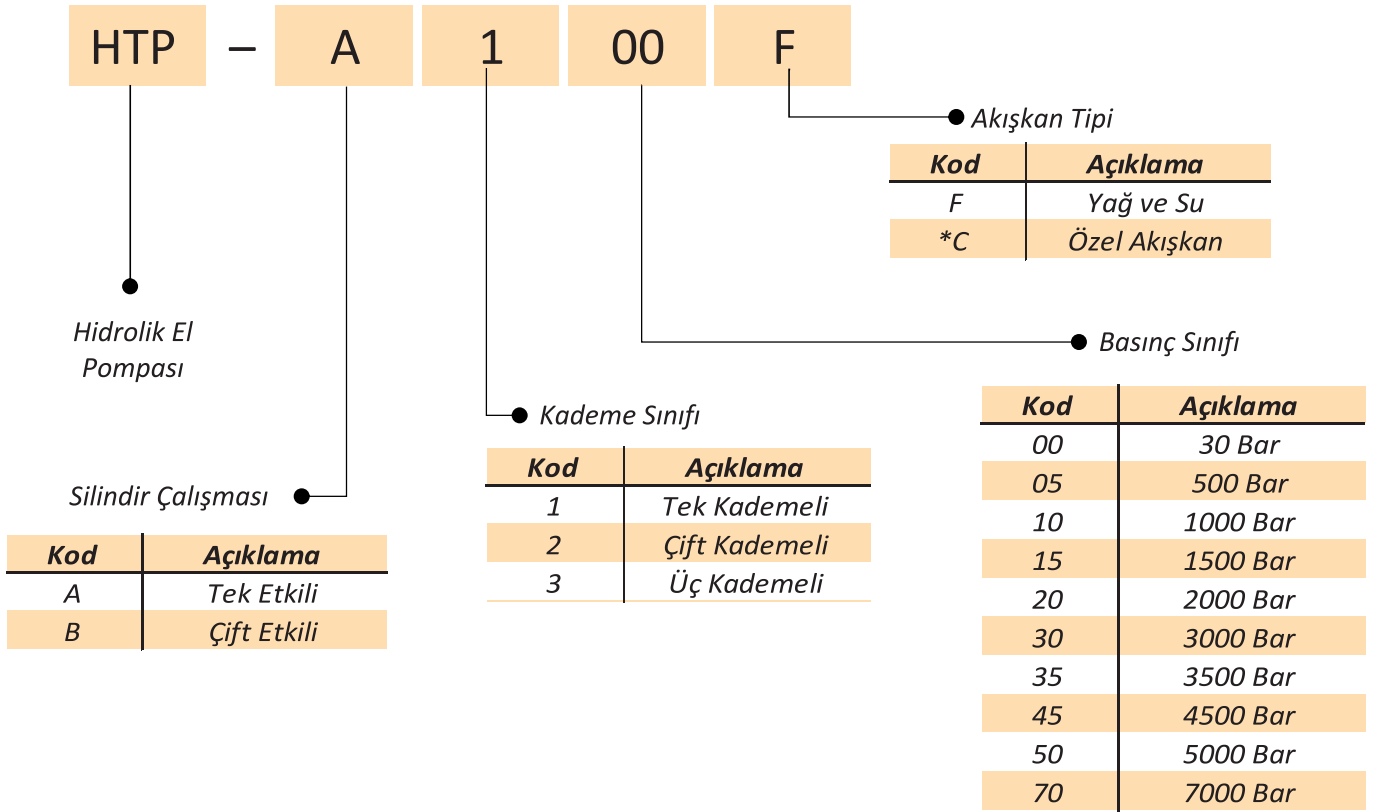 HTP – A 1 00 F
Akışkan Tipi
Kod Açıklama
F Yağ ve Su
*C Özel Akışkan
Hidrolik El
Pompası
Basınç Sınıfı
Kod Açıklama
00 30 Bar
05 500 Bar
10 1000 Bar
15 1500 Bar
20 2000 Bar
30 3000 Bar
35 3500 Bar
45 4500 Bar
50 5000 Bar
70 7000 Bar
Kademe Sınıfı
Kod Açıklama
1 Tek Kademeli
2 Çift Kademeli
3 Üç Kademeli
Silindir Çalışması
Kod Açıklama
A Tek Etkili
B Çift Etkili